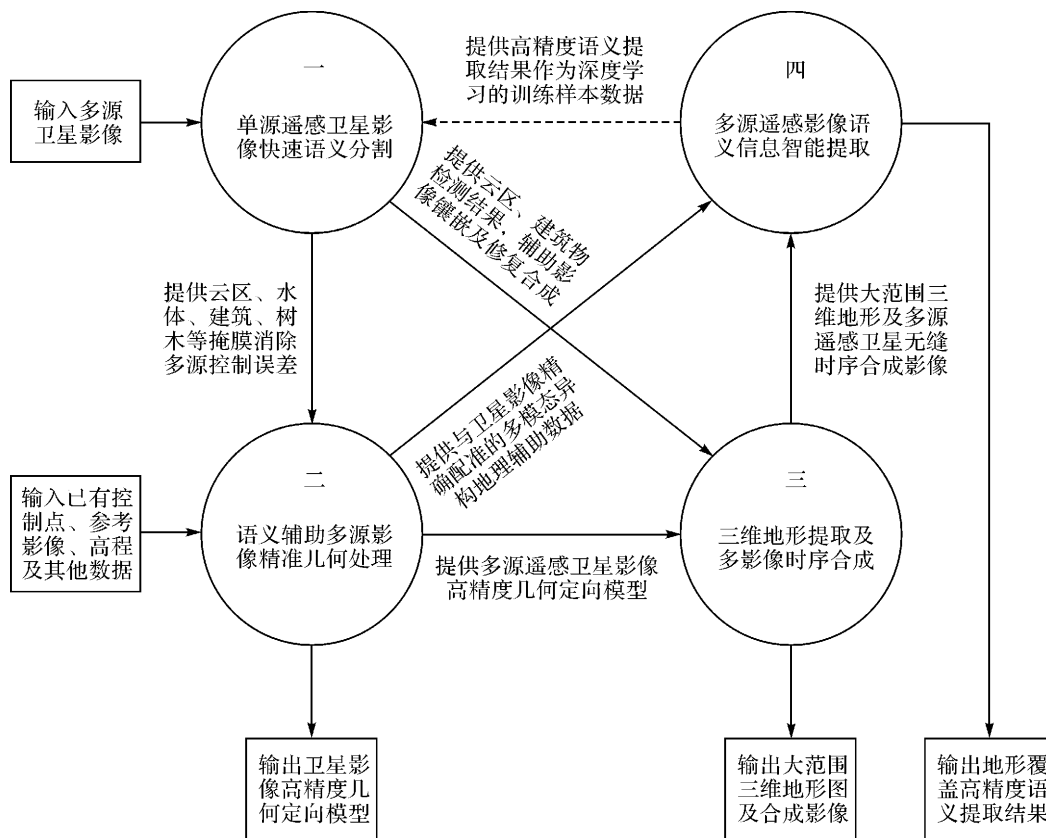 一
单源遥感卫星影
像快速语义分割
提供高精度语义提
取结果作为深度学
习的训练样本数据
四
多源遥感影像语
义信息智能提取
输入多源
卫星影像
提供云区、建筑物
检测结果，辅助影
像镶嵌及修复合成
提供云区、水
体、建筑、树
木等掩膜消除
多源控制误差
提供大范围三
维地形及多源
遥感卫星无缝
时序合成影像
提供与卫星影像精
确配准的多模态异
构地理辅助数据
输入已有控
制点、参考
影像、高程
及其他数据
二
语义辅助多源影
像精准几何处理
提供多源遥感卫星影像
高精度几何定向模型
三
三维地形提取及
多影像时序合成
输出卫星影
像高精度几
何定向模型
输出大范围
三维地形图
及合成影像
输出地形覆
盖高精度语
义提取结果